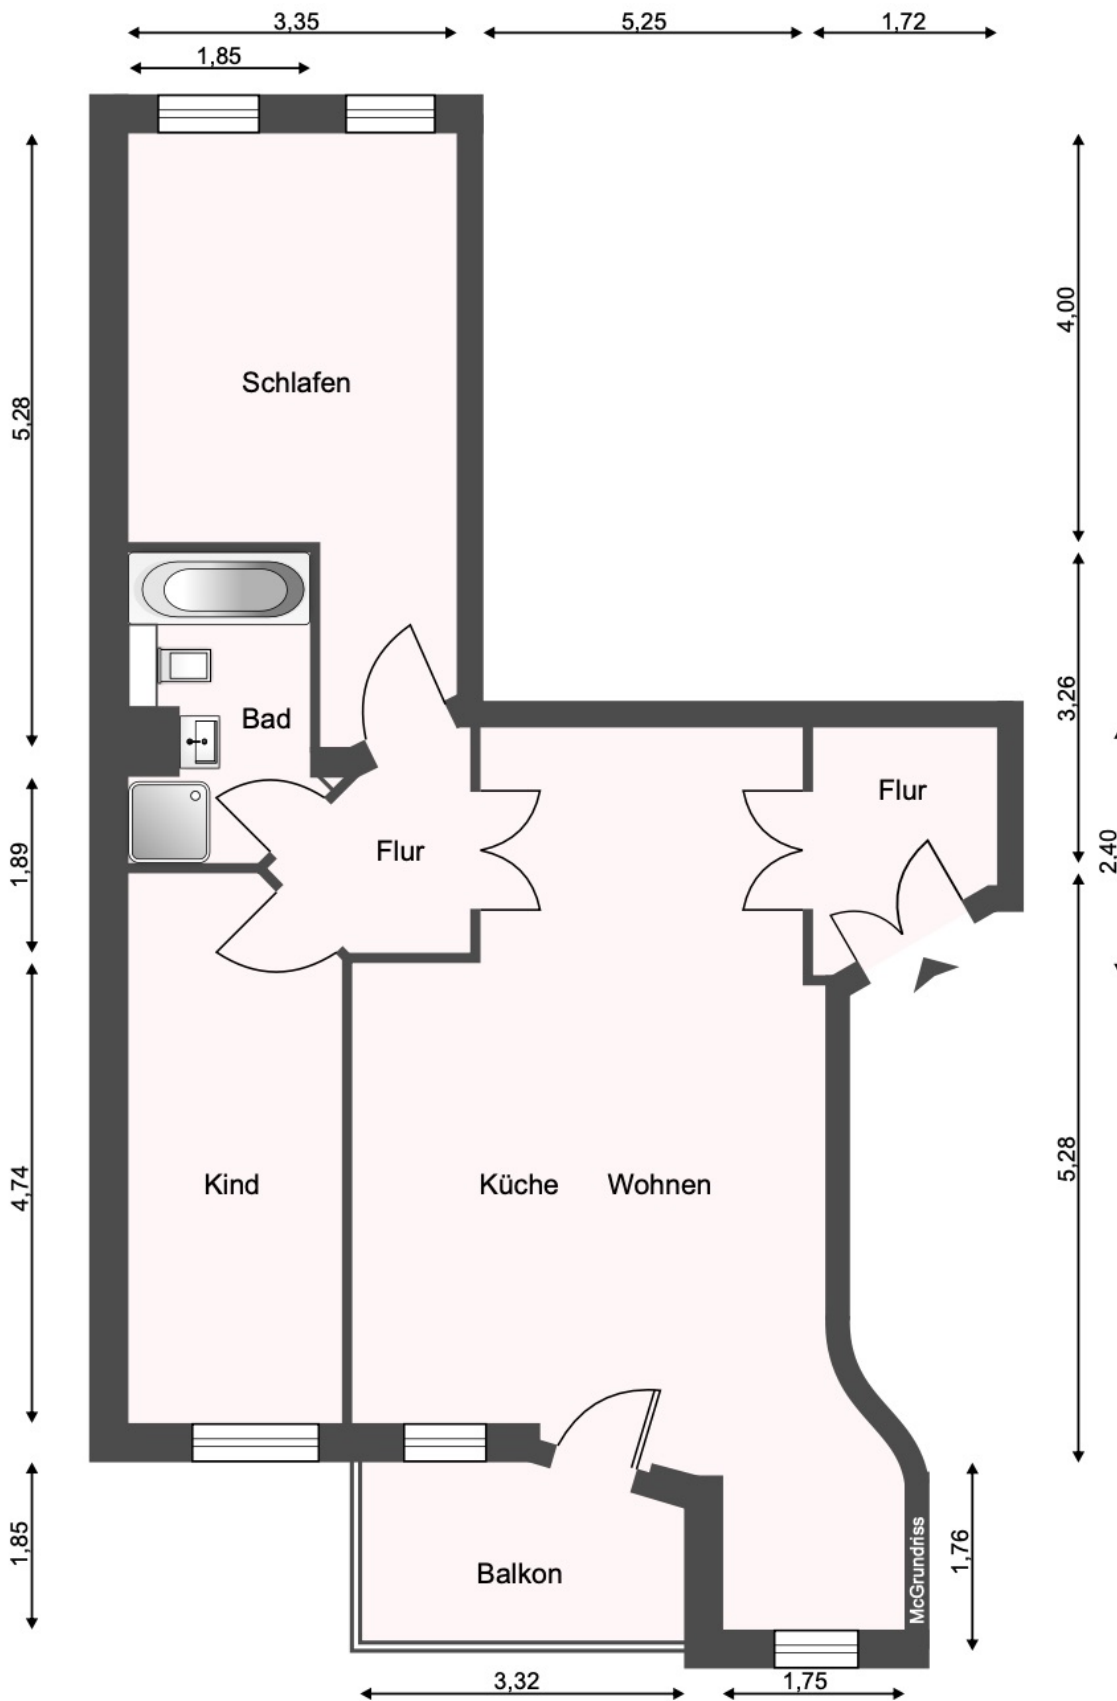 3,35
5,25
1,72
1,85
5,28
4,00
Schlafen
3,26
Bad
2,40
Flur
Flur
1,89
4,74
Kind
Küche
Wohnen
5,28
1,85
Balkon
McGrundriss
1,76
3,32
1,75